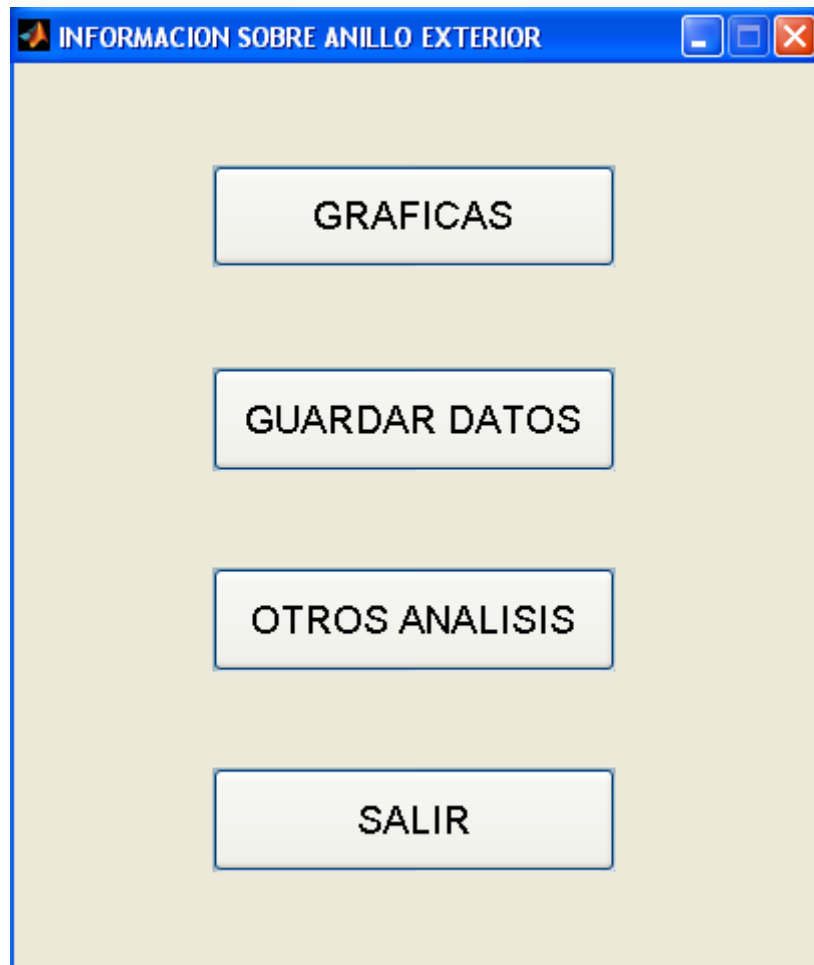 INFORMACION SOBRE ANILLO EXTERIOR
GRAFICAS
GUARDAR DATOS
OTROS ANALISIS
SALIR